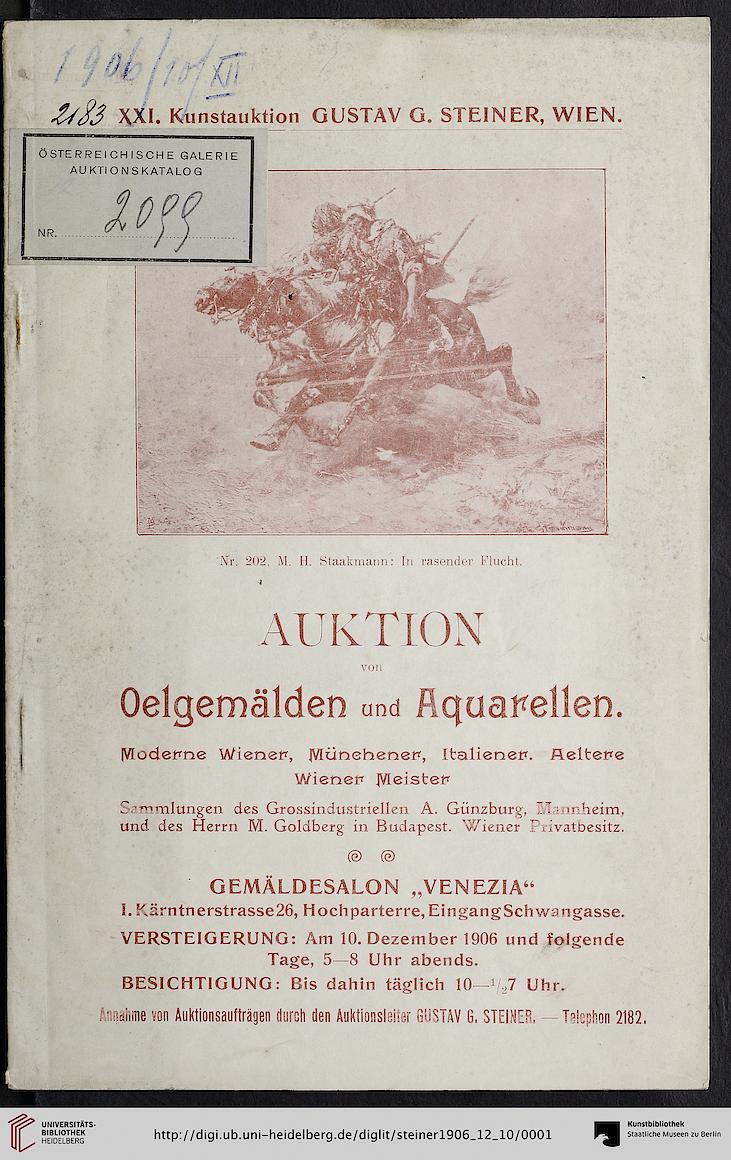 1906/10/XII
2183 XXI. Kunstauktion GUSTAV G. STEINER, WIEN.
ÖSTERREICHISCHE GALERIE
AUKTIONSKATALOG
NR. 2099
Nr. 202. M. H. Staakmann: In rasender Flucht.
AUKTION
von
Oelgemälden und Aquarellen.
Moderne Wiener, Münchener, Italiener. Aeltere
Wiener Meister
Sammlungen des Grossindustriellen A. Günzburg, Mannheim,
und des Herrn M. Goldberg in Budapest. Wiener Privatbesitz.
GEMÄLDESALON „VENEZIA“
I. Kärntnerstrasse 26, Hochparterre, Eingang Schwangasse.
VERSTEIGERUNG: Am 10. Dezember 1906 und folgende
Tage, 5—8 Uhr abends.
BESICHTIGUNG: Bis dahin täglich 10—½7 Uhr.
Annahme von Auktionsaufträgen durch den Auktionsleiter GUSTAV G. STEINER. — Telephon 2182.
UNIVERSITÄTS-
BIBLIOTHEK
HEIDELBERG
http://digi.ub.uni-heidelberg.de/diglit/steiner1906_12_10/0001
Kunstbibliothek
Staatliche Museen zu Berlin